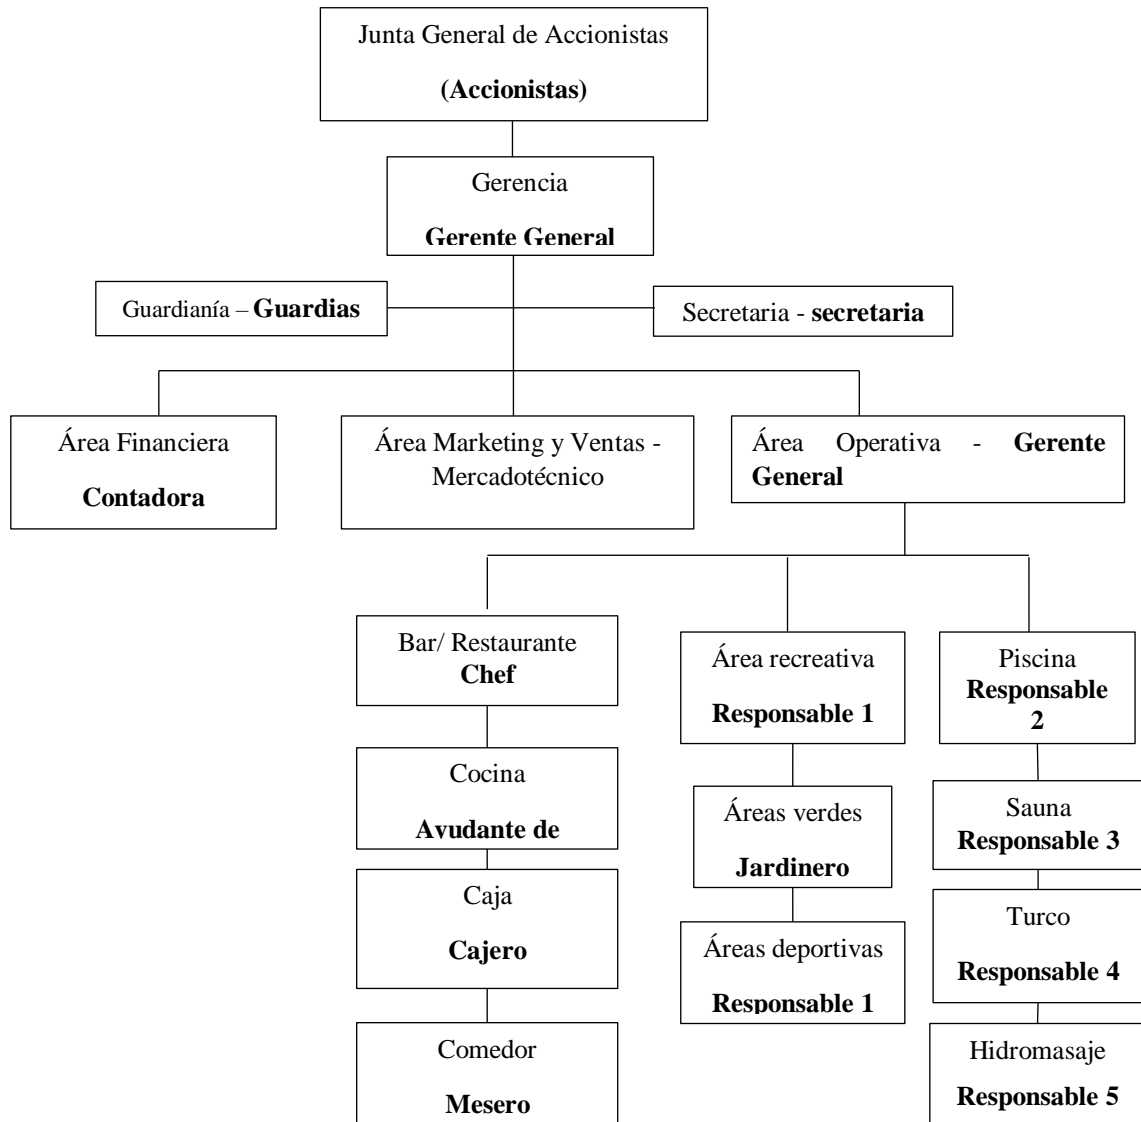 Junta General de Accionistas
(Accionistas)
Gerencia
Gerente General
Guardianía – Guardias
Secretaria - secretaria
Área Financiera
Contadora
Área Marketing y Ventas -
Mercadotécnico
Área Operativa - Gerente
General
Bar/ Restaurante
Chef
Área recreativa
Responsable 1
Piscina
Responsable
2
Cocina
Ayudante de
Áreas verdes
Jardinero
Sauna
Responsable 3
Caja
Cajero
Áreas deportivas
Responsable 1
Turco
Responsable 4
Comedor
Mesero
Hidromasaje
Responsable 5